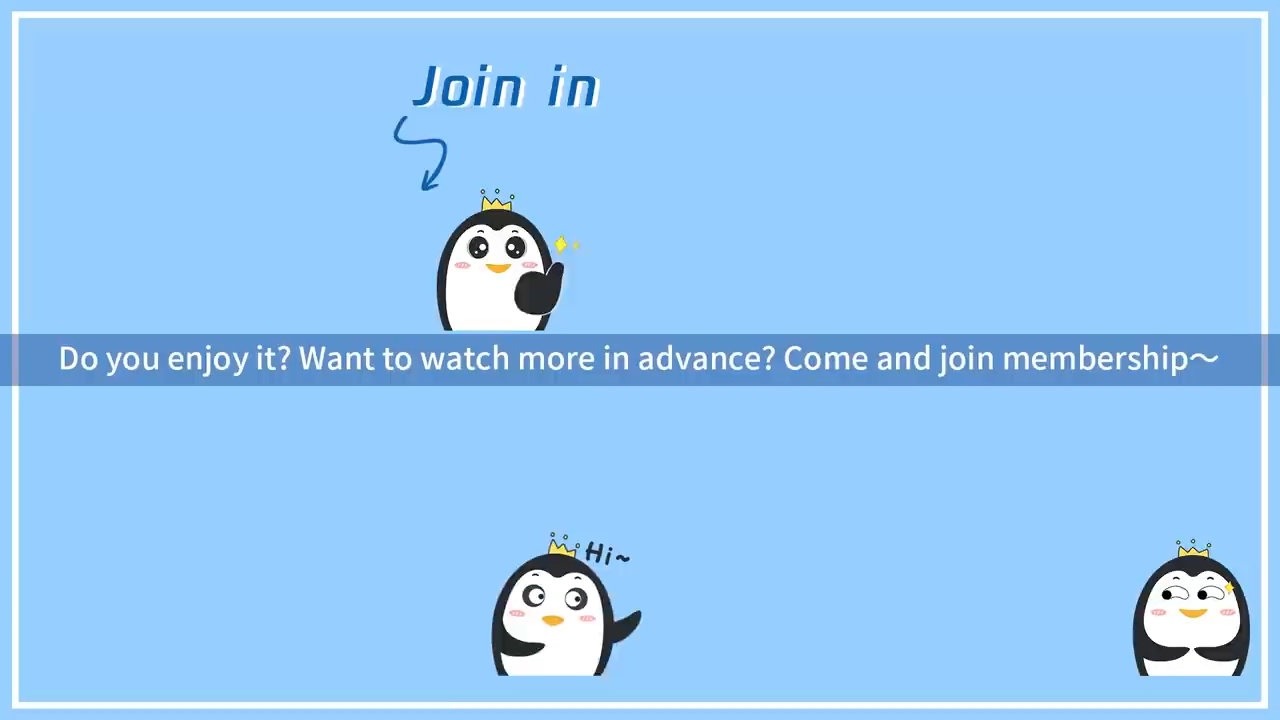 Join in
Do you enjoy it? Want to watch more in advance? Come and join membership～
Hi~